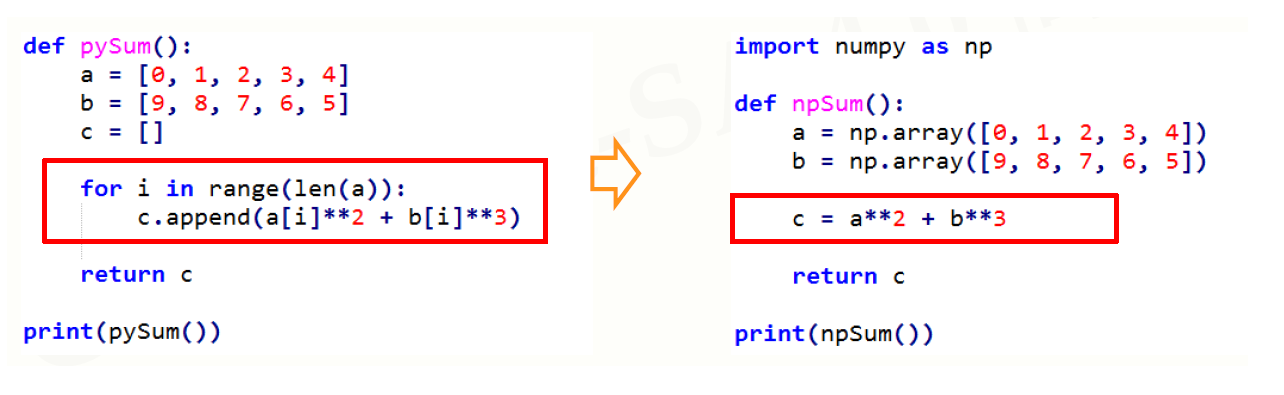 def pySum():
    a = [0, 1, 2, 3, 4]
    b = [9, 8, 7, 6, 5]
    c = []
    for i in range(len(a)):
        c.append(a[i]**2 + b[i]**3)
    return c
print(pySum())
import numpy as np
def npSum():
    a = np.array([0, 1, 2, 3, 4])
    b = np.array([9, 8, 7, 6, 5])
    c = a**2 + b**3
    return c
print(npSum())